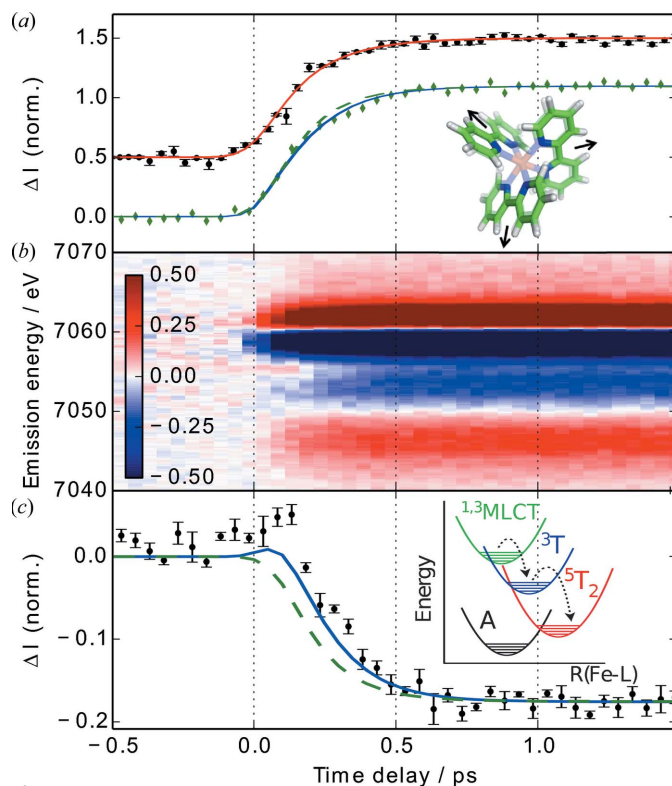 (a)
1.5
1.0
0.5
0.0
ΔI (norm.)
(b)
7070
7060
7050
7040
Emission energy / eV
0.50
0.25
0.00
−0.25
−0.50
(c)
0.0
−0.1
−0.2
ΔI (norm.)
1,3MLCT
3T
5T2
A
Energy
R(Fe-L)
−0.5
0.0
0.5
1.0
Time delay / ps